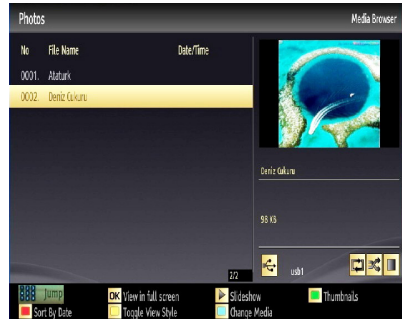 Photos Media Browser
No File Name Date/Time
0001. Ataturk
0002. Deniz Cukuru
Deniz Cukuru
98 KB
2/2
usb1
Jump OK View in full screen Slideshow Thumbnails
Sort By Date Toggle View Style Change Media